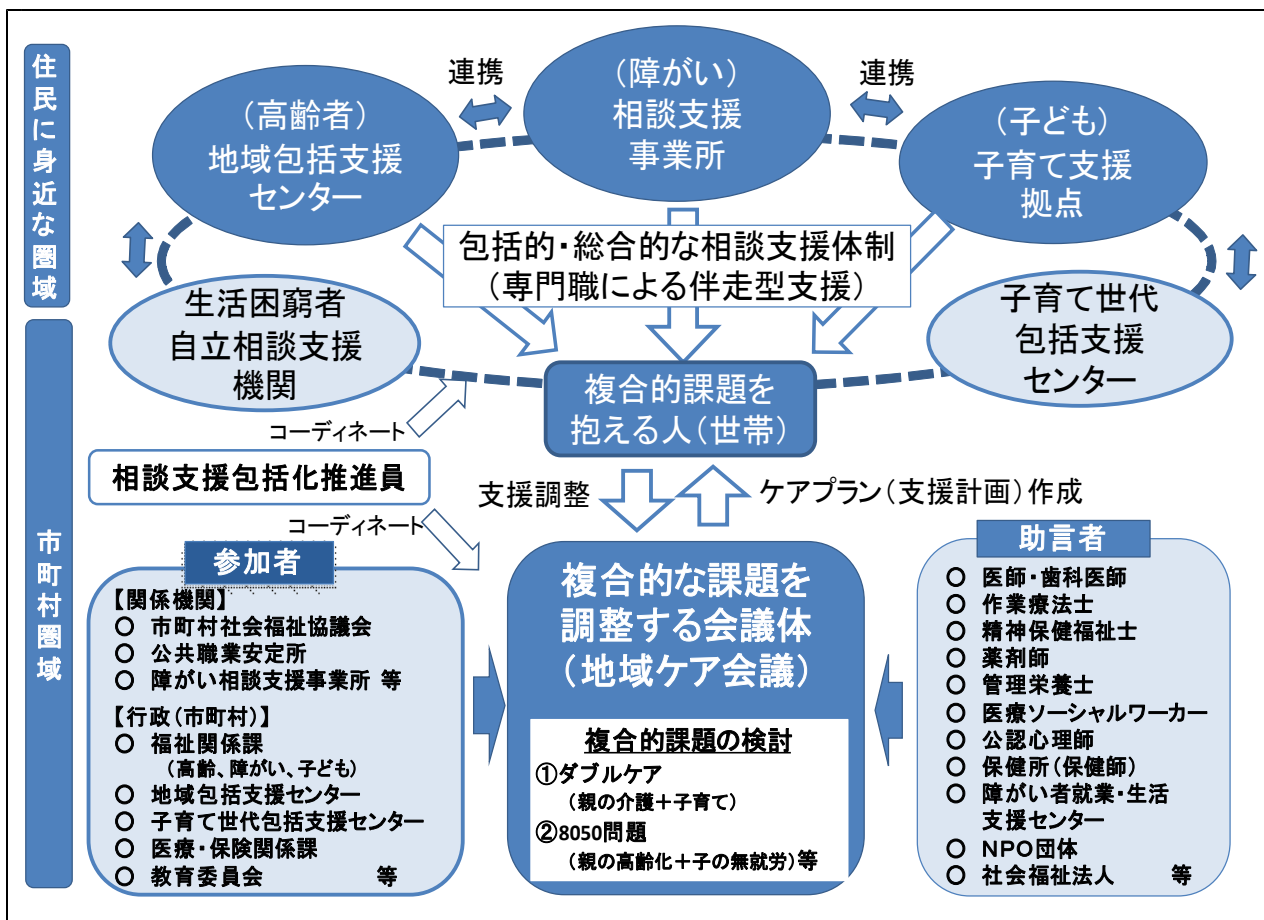 住民に身近な圏域
連携
(障がい)
相談支援
事業所
連携
(高齢者)
地域包括支援
センター
(子ども)
子育て支援
拠点
包括的・総合的な相談支援体制
(専門職による伴走型支援)
生活困窮者
自立相談支援
機関
子育て世代
包括支援
センター
複合的課題を
抱える人(世帯)
コーディネート
相談支援包括化推進員
コーディネート
支援調整
ケアプラン(支援計画)作成
市町村圏域
参加者
【関係機関】
○ 市町村社会福祉協議会
○ 公共職業安定所
○ 障がい相談支援事業所 等
【行政(市町村)】
○ 福祉関係課
(高齢、障がい、子ども)
○ 地域包括支援センター
○ 子育て世代包括支援センター
○ 医療・保険関係課
○ 教育委員会 等
複合的な課題を
調整する会議体
(地域ケア会議)
複合的課題の検討
①ダブルケア
(親の介護+子育て)
②8050問題
(親の高齢化+子の無就労)等
助言者
○ 医師・歯科医師
○ 作業療法士
○ 精神保健福祉士
○ 薬剤師
○ 管理栄養士
○ 医療ソーシャルワーカー
○ 公認心理師
○ 保健所(保健師)
○ 障がい者就業・生活
支援センター
○ NPO団体
○ 社会福祉法人 等